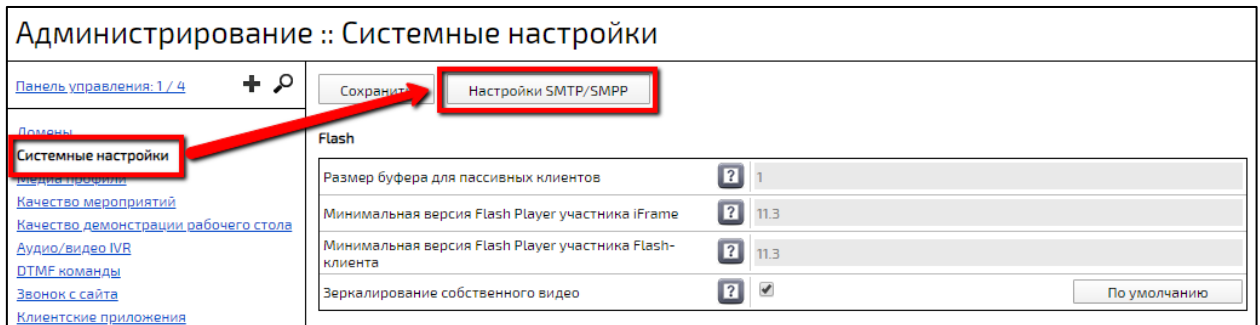 Администрирование :: Системные настройки
Панель управления: 1 / 4
Домены
Системные настройки
Медиа профили
Качество мероприятий
Качество демонстрации рабочего стола
Аудио/видео IVR
DTMF команды
Звонок с сайта
Клиентские приложения
Сохранить
Настройки SMTP/SMPP
Flash
Размер буфера для пассивных клиентов ? 1
Минимальная версия Flash Player участника iFrame ? 11.3
Минимальная версия Flash Player участника Flash-
клиента ? 11.3
Зеркалирование собственного видео ? По умолчанию